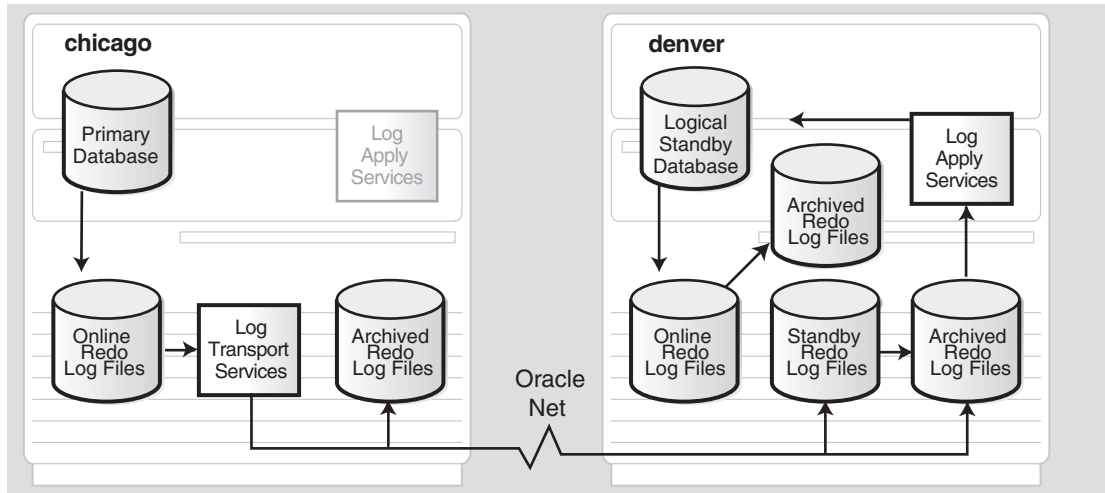 chicago
Primary
Database
Log
Apply
Services
Online
Redo
Log Files
Log
Transport
Services
Archived
Redo
Log Files
Oracle
Net
denver
Logical
Standby
Database
Log
Apply
Services
Archived
Redo
Log Files
Online
Redo
Log Files
Standby
Redo
Log Files
Archived
Redo
Log Files